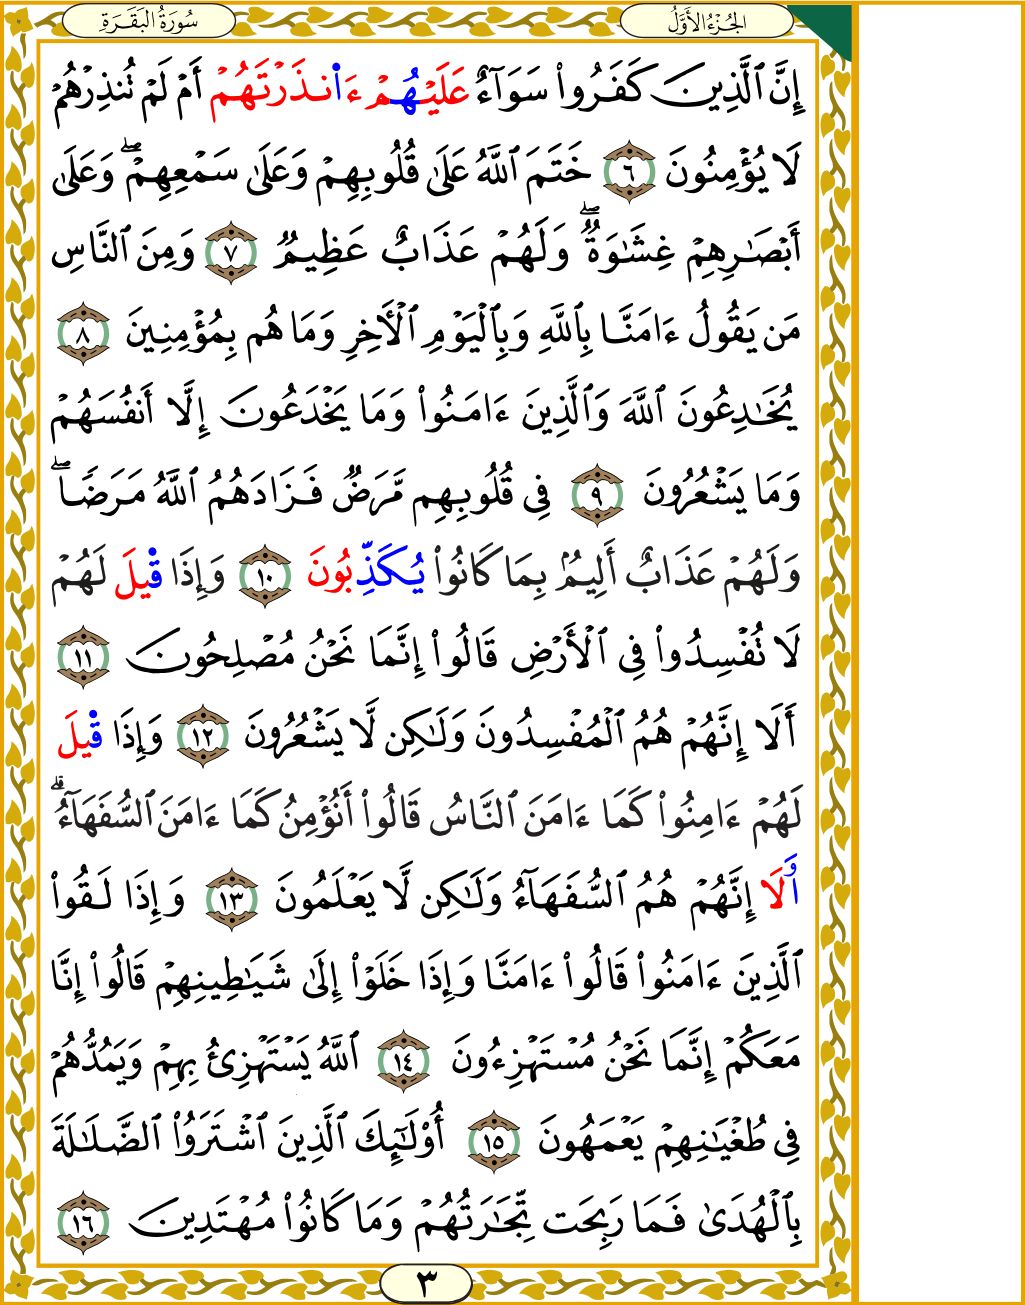 الجُزْءُ الأَوَّلُ
سُورَةُ البَقَرَةِ
إِنَّ ٱلَّذِينَ كَفَرُوا۟ سَوَآءٌ عَلَيْهُمْ ءَا۬نذَرْتَهُمْ أَمْ لَمْ تُنذِرْهُمْ
لَا يُؤْمِنُونَ ٦ خَتَمَ ٱللَّهُ عَلَىٰ قُلُوبِهِمْ وَعَلَىٰ سَمْعِهِمْۖ وَعَلَىٰ
أَبْصَـٰرِهِمْ غِشَـٰوَةٌۖ وَلَهُمْ عَذَابٌ عَظِيمٌ ٧ وَمِنَ ٱلنَّاسِ
مَن يَقُولُ ءَامَنَّا بِٱللَّهِ وَبِٱلْيَوْمِ ٱلْأَخِرِ وَمَا هُم بِمُؤْمِنِينَ ٨
يُخَـٰدِعُونَ ٱللَّهَ وَٱلَّذِينَ ءَامَنُوا۟ وَمَا يَخْدَعُونَ إِلَّا أَنفُسَهُمْ
وَمَا يَشْعُرُونَ ٩ فِى قُلُوبِهِم مَّرَضٌ فَزَادَهُمُ ٱللَّهُ مَرَضًاۖ
وَلَهُمْ عَذَابٌ أَلِيمٌۢ بِمَا كَانُوا۟ يُكَذِّبُونَ ١٠ وَإِذَا قِيلَ لَهُمْ
لَا تُفْسِدُوا۟ فِى ٱلْأَرْضِ قَالُوا۟ إِنَّمَا نَحْنُ مُصْلِحُونَ ١١
أَلَا إِنَّهُمْ هُمُ ٱلْمُفْسِدُونَ وَلَـٰكِن لَّا يَشْعُرُونَ ١٢ وَإِذَا قِيلَ
لَهُمْ ءَامِنُوا۟ كَمَا ءَامَنَ ٱلنَّاسُ قَالُوا۟ أَنُؤْمِنُ كَمَا ءَامَنَ ٱلسُّفَهَآءُۗ
اَ۬لَا إِنَّهُمْ هُمُ ٱلسُّفَهَآءُ وَلَـٰكِن لَّا يَعْلَمُونَ ١٣ وَإِذَا لَقُوا۟
ٱلَّذِينَ ءَامَنُوا۟ قَالُوا۟ ءَامَنَّا وَإِذَا خَلَوْا۟ إِلَىٰ شَيَـٰطِينِهِمْ قَالُوا۟ إِنَّا
مَعَكُمْ إِنَّمَا نَحْنُ مُسْتَهْزِءُونَ ١٤ ٱللَّهُ يَسْتَهْزِئُ بِهِمْ وَيَمُدُّهُمْ
فِى طُغْيَـٰنِهِمْ يَعْمَهُونَ ١٥ أُو۟لَـٰٓئِكَ ٱلَّذِينَ ٱشْتَرَوُا۟ ٱلضَّلَـٰلَةَ
بِٱلْهُدَىٰ فَمَا رَبِحَت تِّجَـٰرَتُهُمْ وَمَا كَانُوا۟ مُهْتَدِينَ ١٦
٣